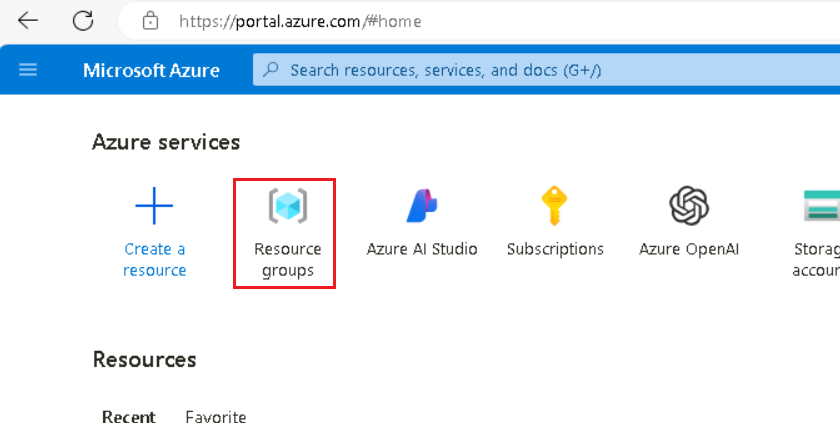 https://portal.azure.com/#home
Microsoft Azure
Search resources, services, and docs (G+/)
Azure services
Create a
resource
Resource
groups
Azure AI Studio
Subscriptions
Azure OpenAI
Storag
accour
Resources
Recent Favorite